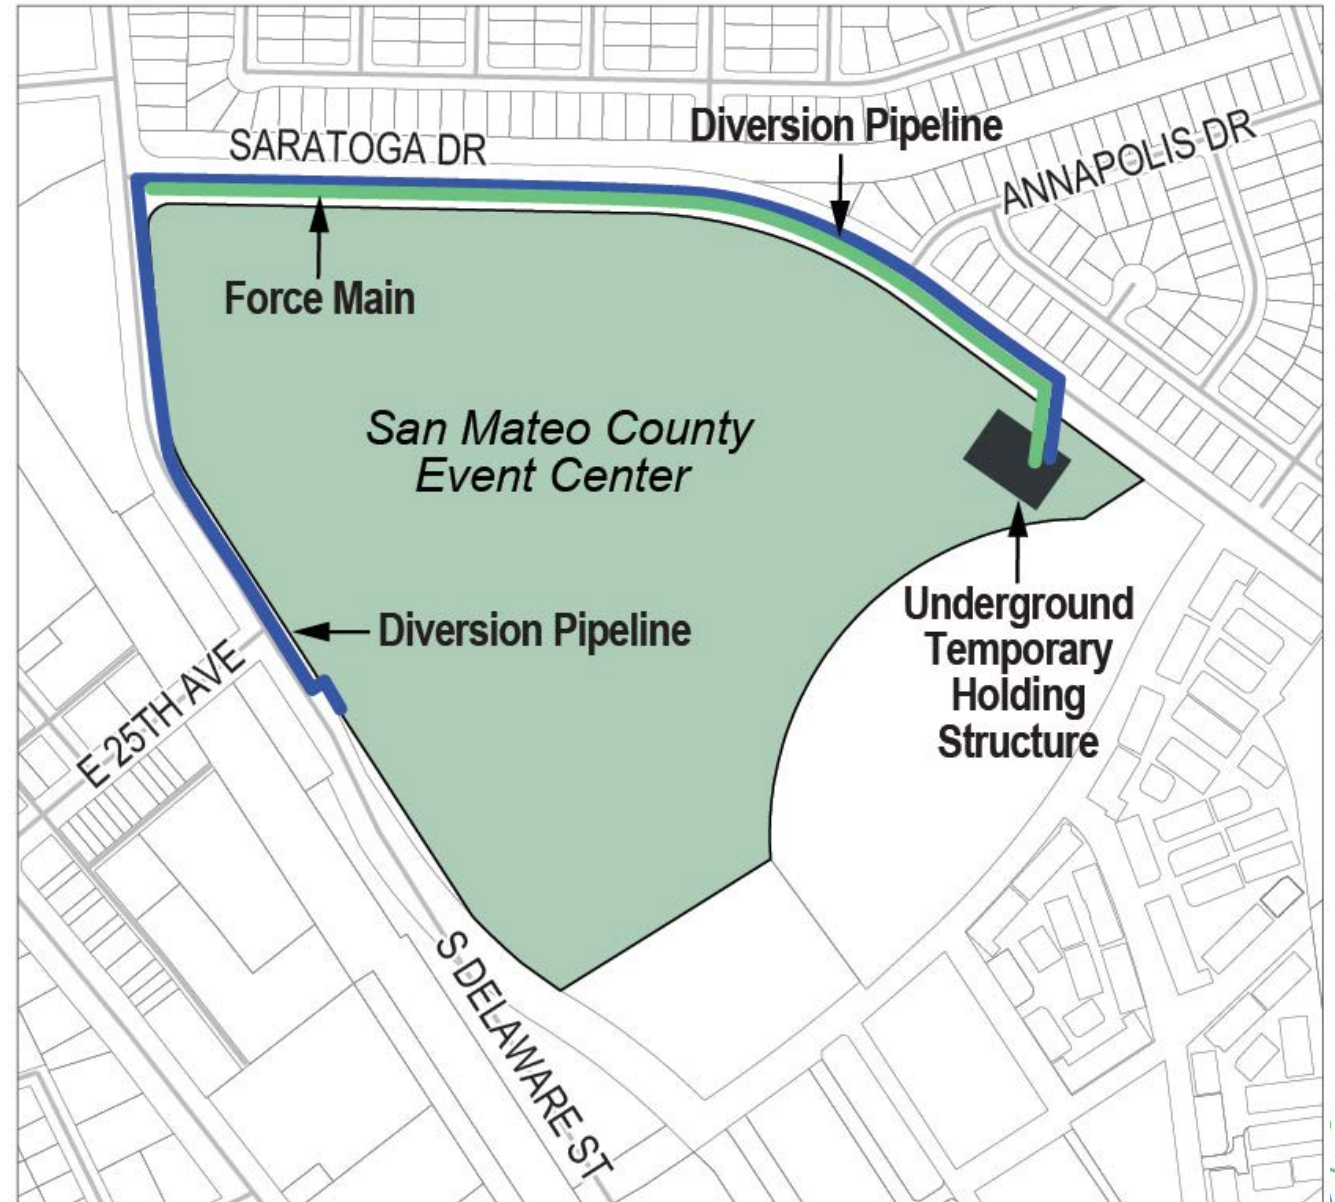 Diversion Pipeline
SARATOGA DR
ANNAPOLIS DR
Force Main
San Mateo County
Event Center
Underground
Temporary
Holding
Structure
Diversion Pipeline
E 25TH AVE
S DELAWARE ST